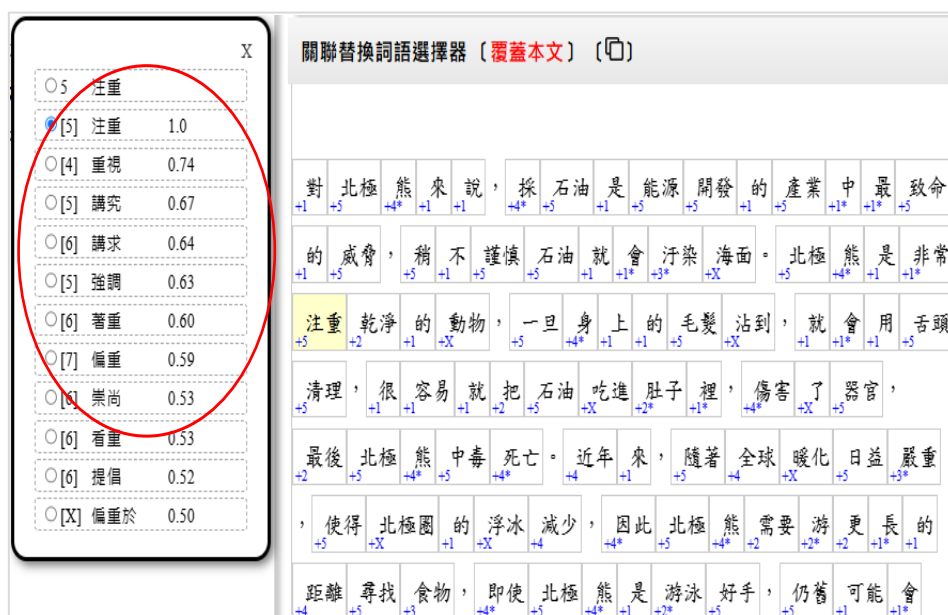 X
5 注重
[5] 注重 1.0
[4] 重視 0.74
[5] 講究 0.67
[6] 講求 0.64
[5] 強調 0.63
[6] 著重 0.60
[7] 偏重 0.59
[6] 崇尚 0.53
[6] 看重 0.53
[6] 提倡 0.52
[X] 偏重於 0.50
關聯替換詞語選擇器〔覆蓋本文〕〔〕
對 北極 熊 來 說 , 採 石油 是 能源 開發 的 產業 中 最 致命
+1 +5 +4* +1 +1 +4* +5 +1 +5 +5 +1 +5 +1* +1* +5
的 威脅 , 稍 不 謹慎 石油 就 會 汙染 海面 。 北極 熊 是 非常
+1 +5 +5 +1 +5 +5 +1 +1* +3* +X +5 +4* +1 +1*
注重 乾淨 的 動物 , 一旦 身 上 的 毛髮 沾到 , 就 會 用 舌頭
+5 +2 +1 +X +5 +4* +1 +1 +5 +X +1 +1* +1 +5
清理 , 很 容易 就 把 石油 吃進 肚子 裡 , 傷害 了 器官 ,
+5 +1 +1 +1 +2 +5 +X +2* +1* +4* +X +5
最後 北極 熊 中毒 死亡 。 近年 來 , 隨著 全球 暖化 日益 嚴重
+2 +5 +4* +5 +4* +4 +1 +5 +4 +X +5 +3*
, 使得 北極圈 的 浮冰 減少 , 因此 北極 熊 需要 游 更 長 的
+5 +X +1 +X +4 +4* +5 +4* +2 +2* +2 +1* +1
距離 尋找 食物 , 即使 北極 熊 是 游泳 好手 , 仍舊 可能 會
+4 +5 +3 +4* +5 +4* +1 +2* +5 +5 +1 +1*